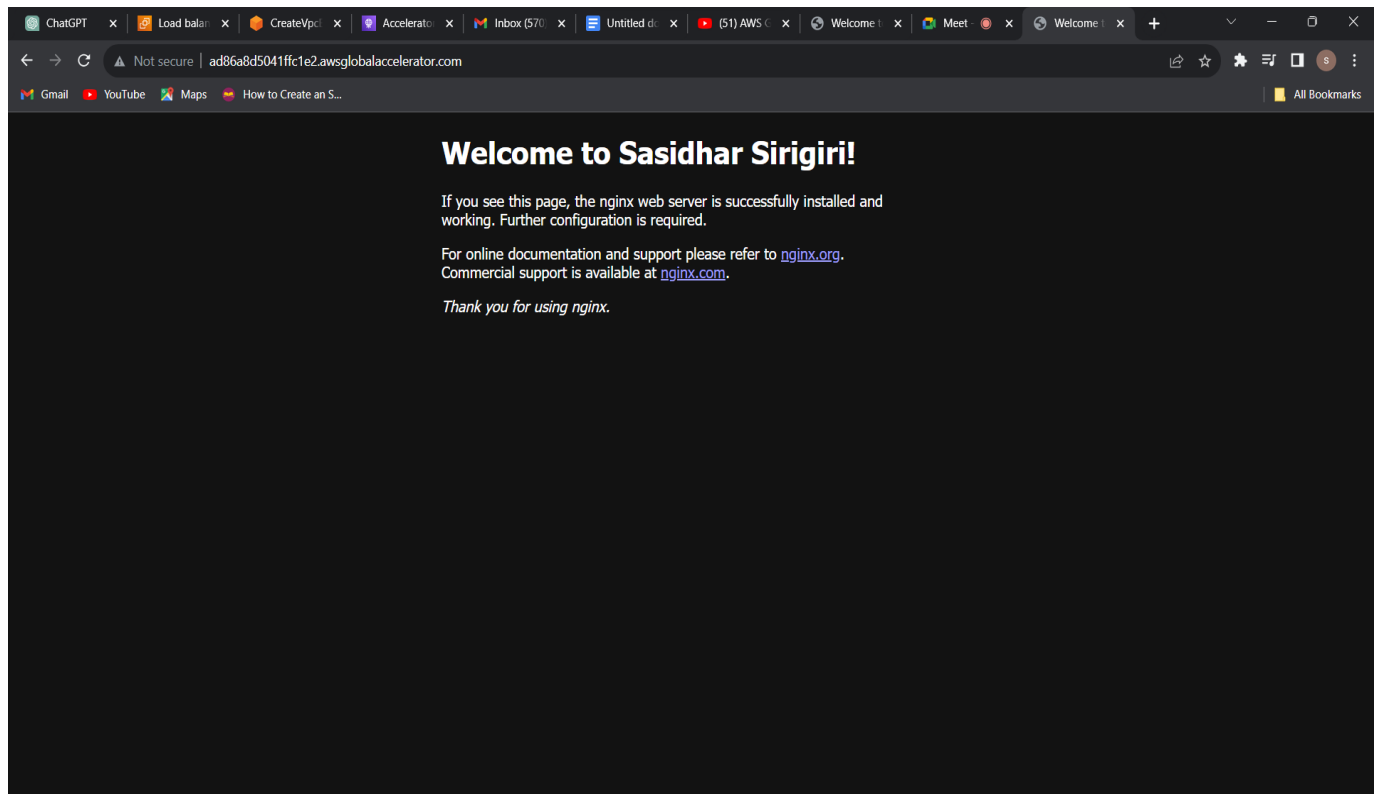 ChatGPT
Load balan
CreateVpc
Accelerato
Inbox (570
Untitled do
(51) AWS G
Welcome t
Meet -
Welcome t
Not secure | ad86a8d5041ffc1e2.awsglobalaccelerator.com
S
Gmail
YouTube
Maps
How to Create an S...
All Bookmarks
Welcome to Sasidhar Sirigiri!
If you see this page, the nginx web server is successfully installed and
working. Further configuration is required.
For online documentation and support please refer to nginx.org.
Commercial support is available at nginx.com.
Thank you for using nginx.